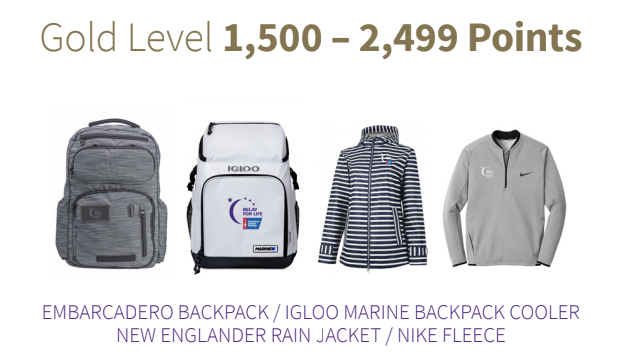 Gold Level 1,500 – 2,499 Points
IGLOO
RELAY
FOR LIFE
MARINE
EMBARCADERO BACKPACK / IGLOO MARINE BACKPACK COOLER
NEW ENGLANDER RAIN JACKET / NIKE FLEECE